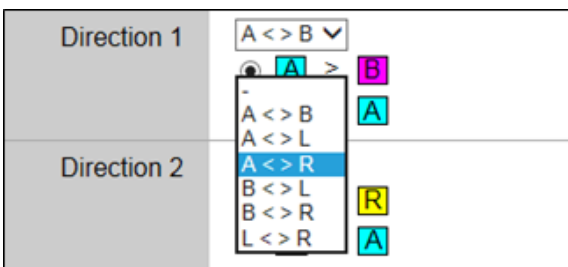 Direction 1
A < > B
A > B
-
A < > B
A
A < > L
A < > R
Direction 2
B < > L
R
B < > R
L < > R
A